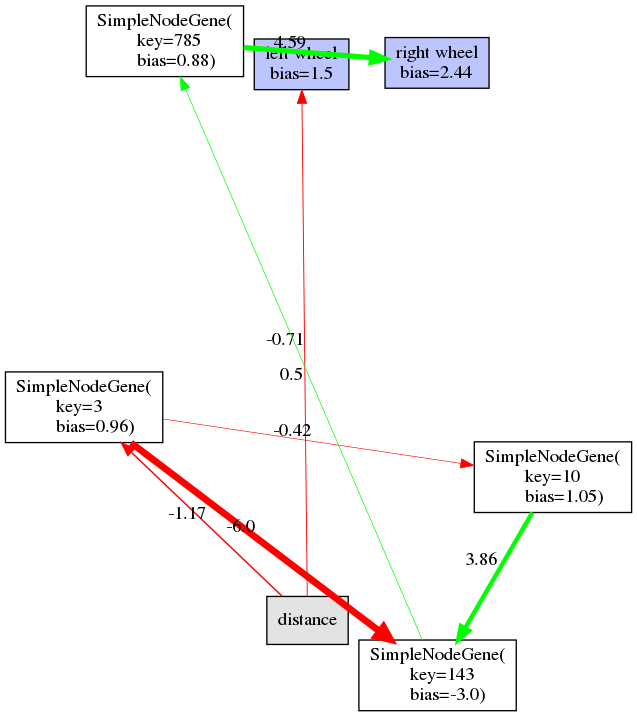 SimpleNodeGene(
key=785
bias=0.88)
4.59
left wheel
bias=1.5
right wheel
bias=2.44
-0.71
0.5
SimpleNodeGene(
key=3
bias=0.96)
-0.42
SimpleNodeGene(
key=10
bias=1.05)
-1.17
-6.0
3.86
distance
SimpleNodeGene(
key=143
bias=-3.0)